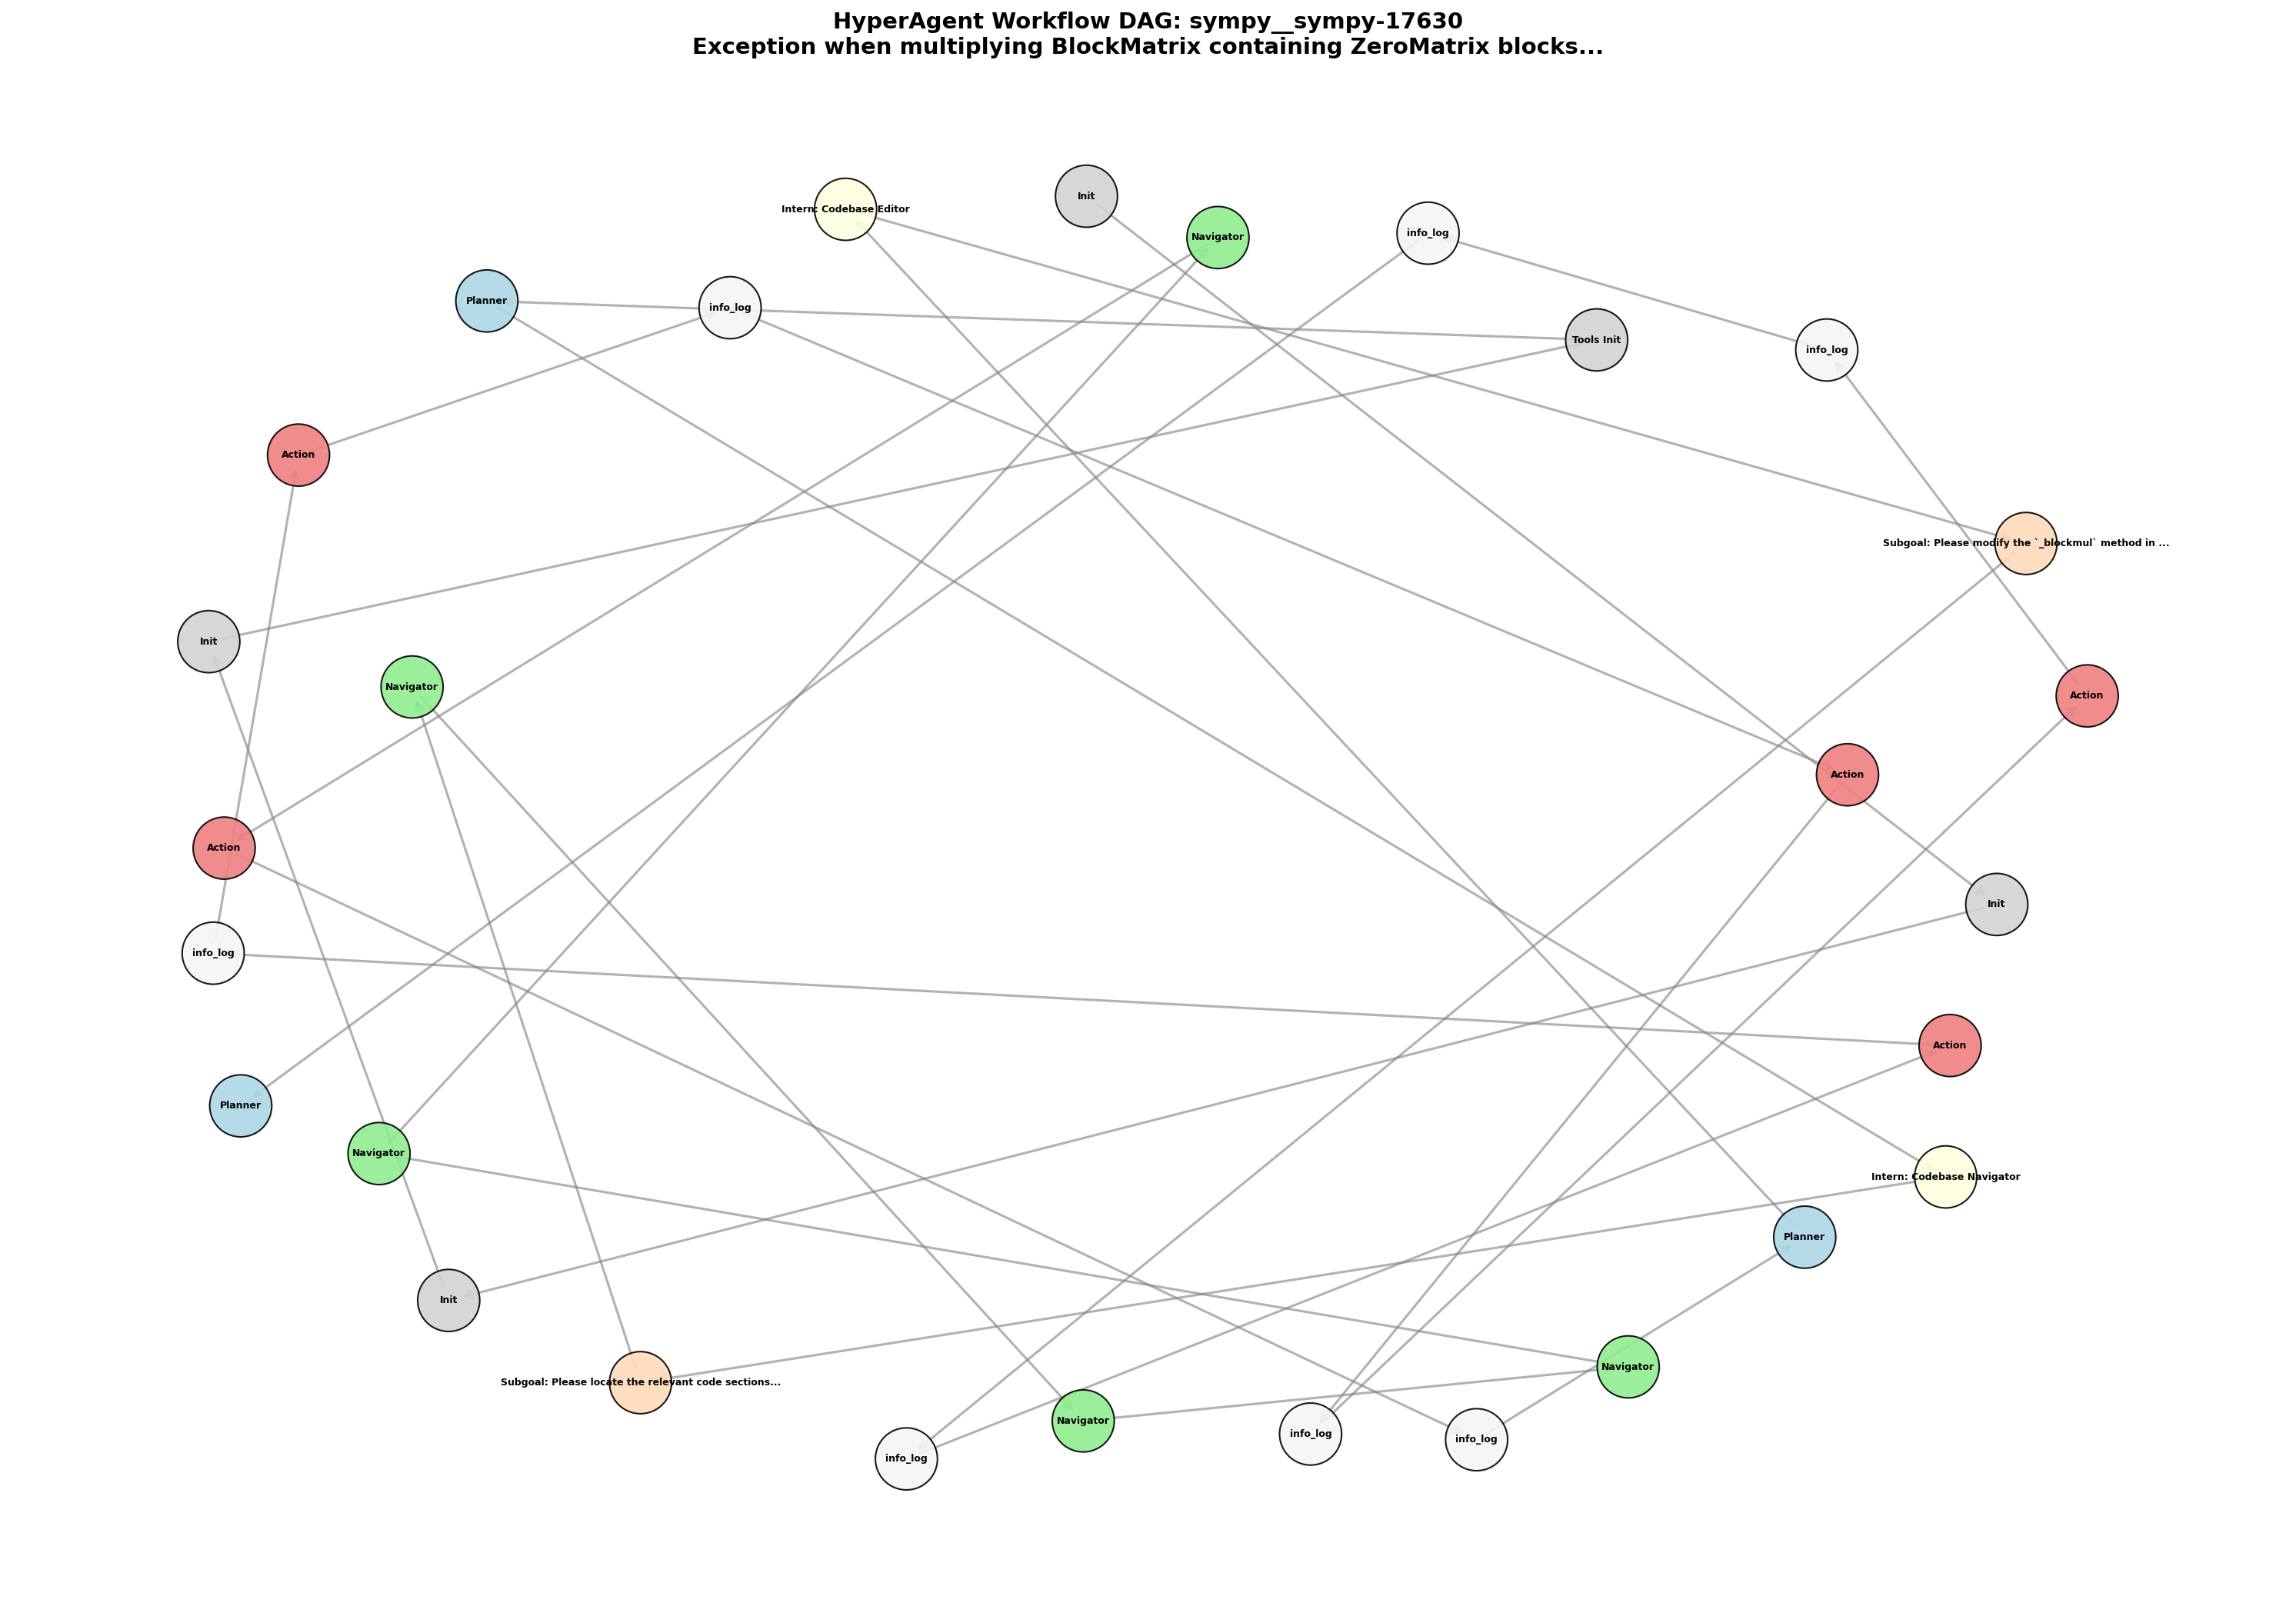 HyperAgent Workflow DAG: sympy__sympy-17630
Exception when multiplying BlockMatrix containing ZeroMatrix blocks...
Init
Intern: Codebase Editor
info_log
Navigator
Planner
info_log
Tools Init
info_log
Action
Subgoal: Please modify the `_blockmul` method in ...
Init
Navigator
Action
Action
Action
Init
info_log
Action
Planner
Navigator
Intern: Codebase Navigator
Planner
Init
Navigator
Subgoal: Please locate the relevant code sections...
Navigator
info_log
info_log
info_log